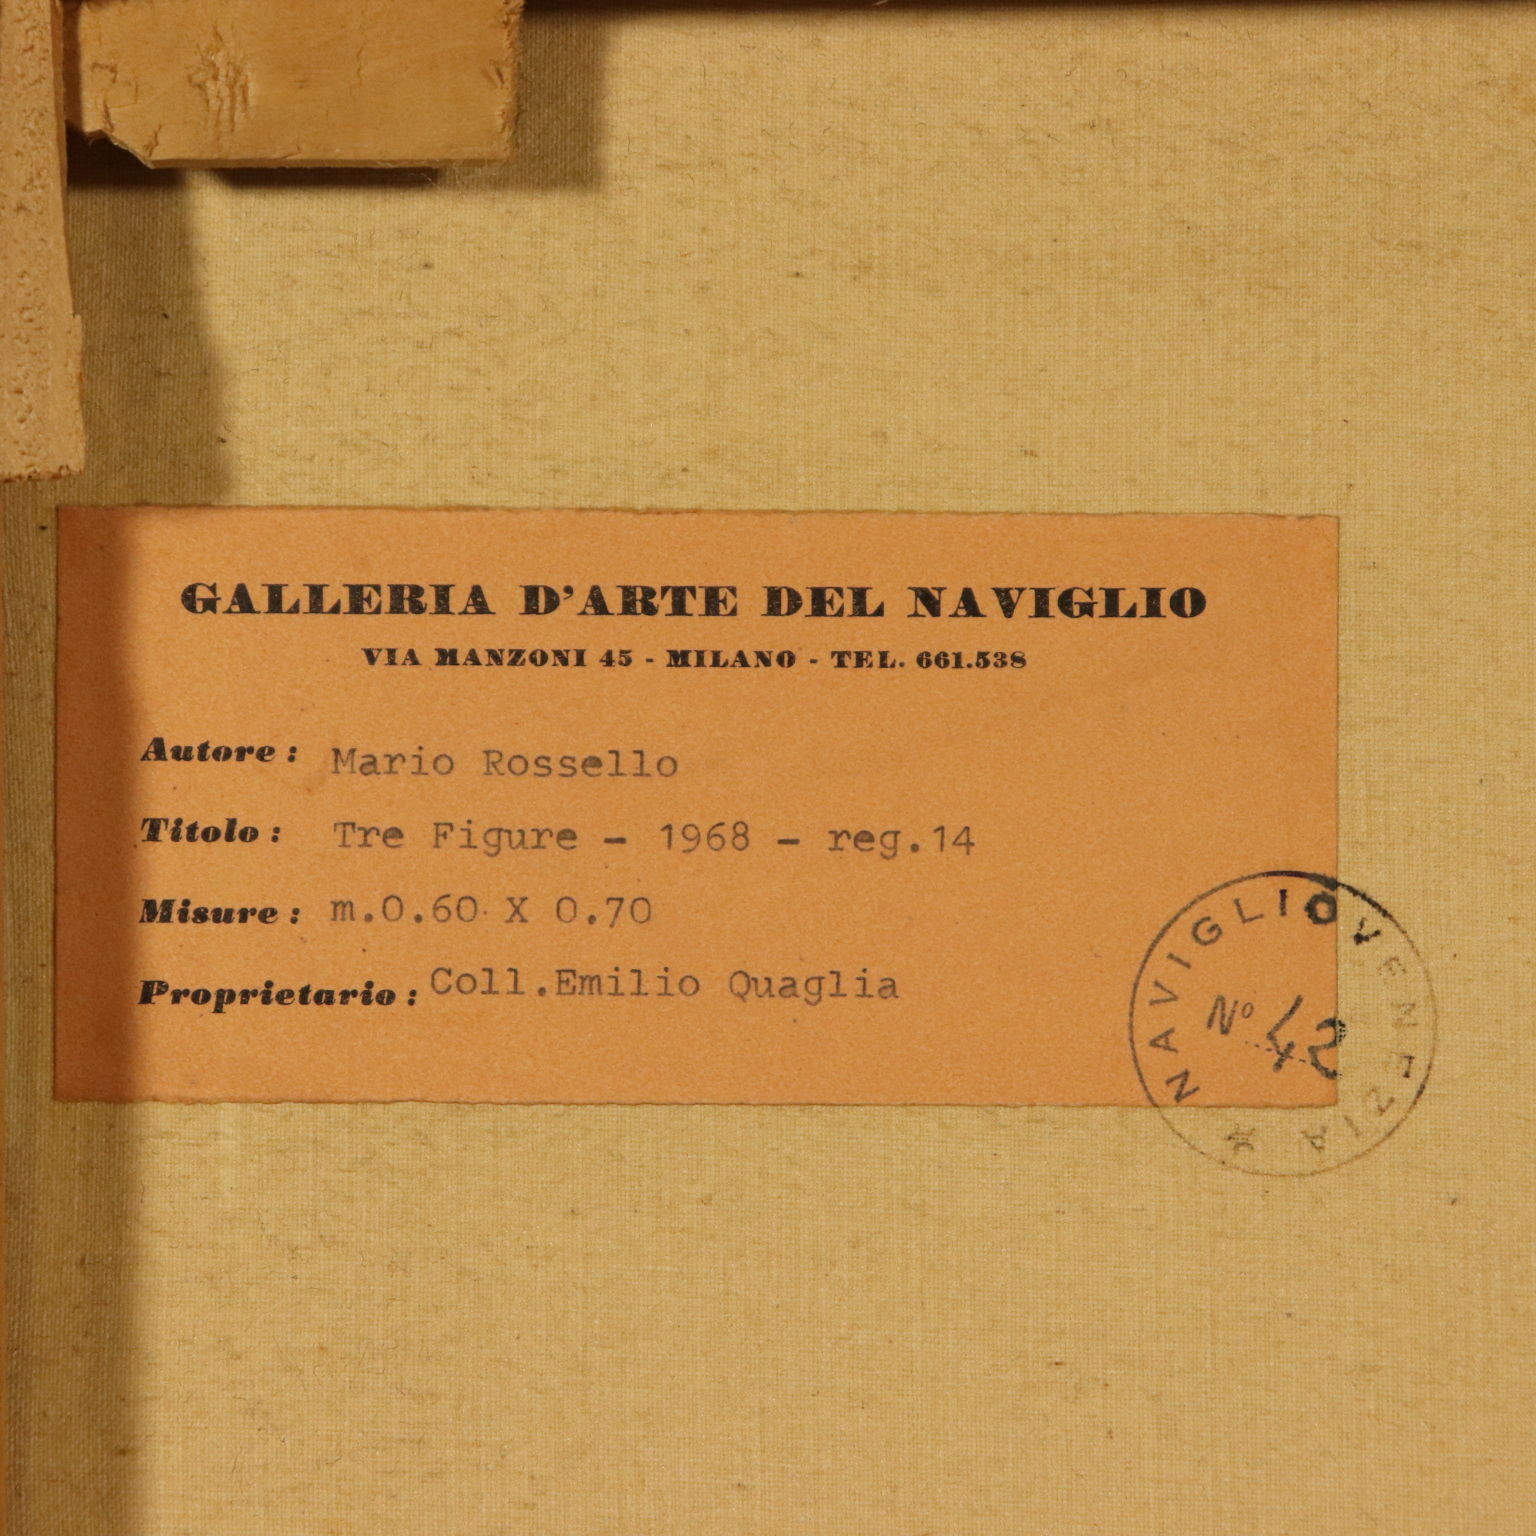 GALLERIA D'ARTE DEL NAVIGLIO
VIA MANZONI 45 - MILANO - TEL. 661.538
Autore: Mario Rossello
Titolo: Tre Figure - 1968 - reg.14
Misure: m.0.60 X 0.70
Proprietario: Coll.Emilio Quaglia
NAVIGLIO VENEZIA
No 42